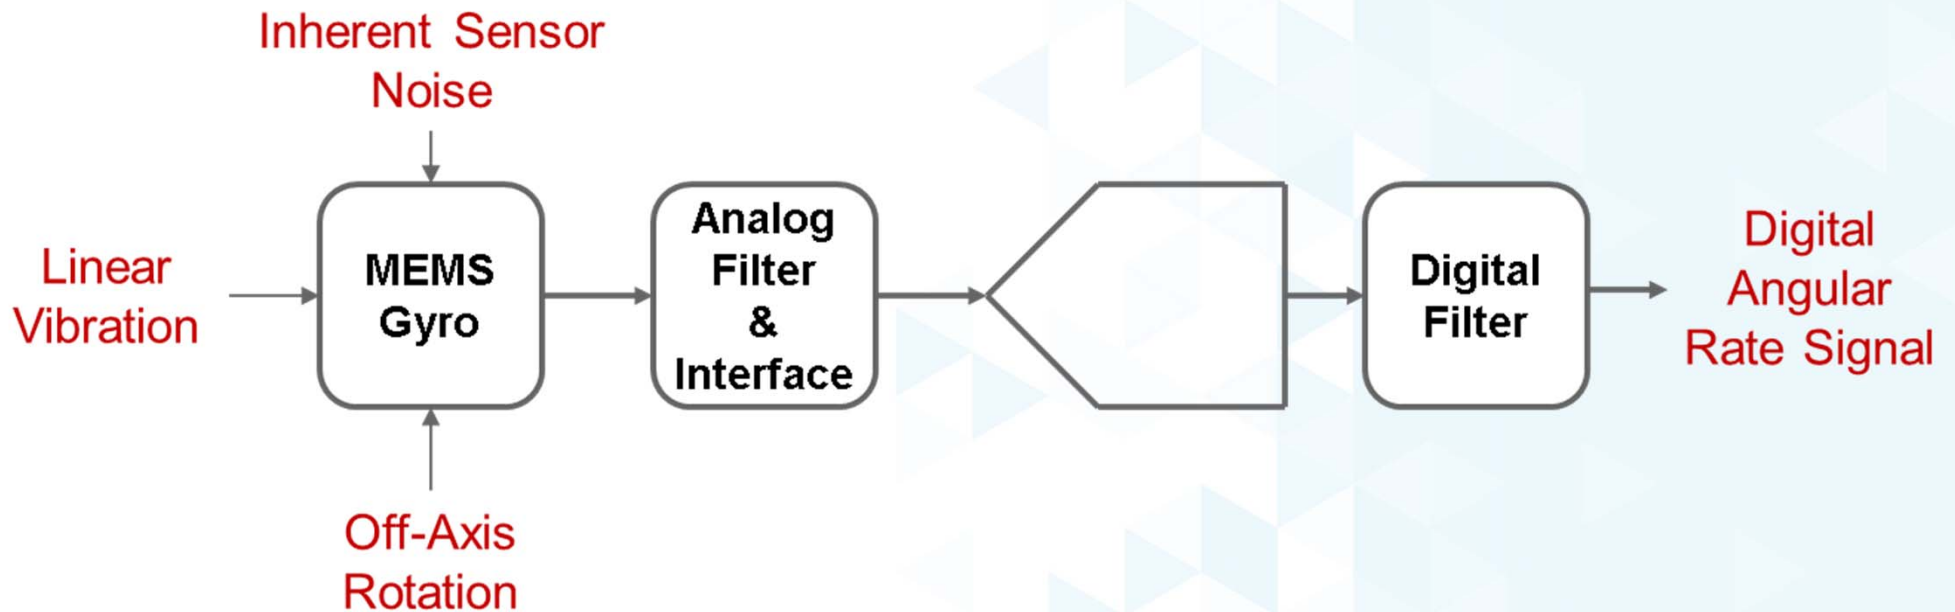 Inherent Sensor
Noise
Linear
Vibration
MEMS
Gyro
Off-Axis
Rotation
Analog
Filter
&
Interface
Digital
Filter
Digital
Angular
Rate Signal